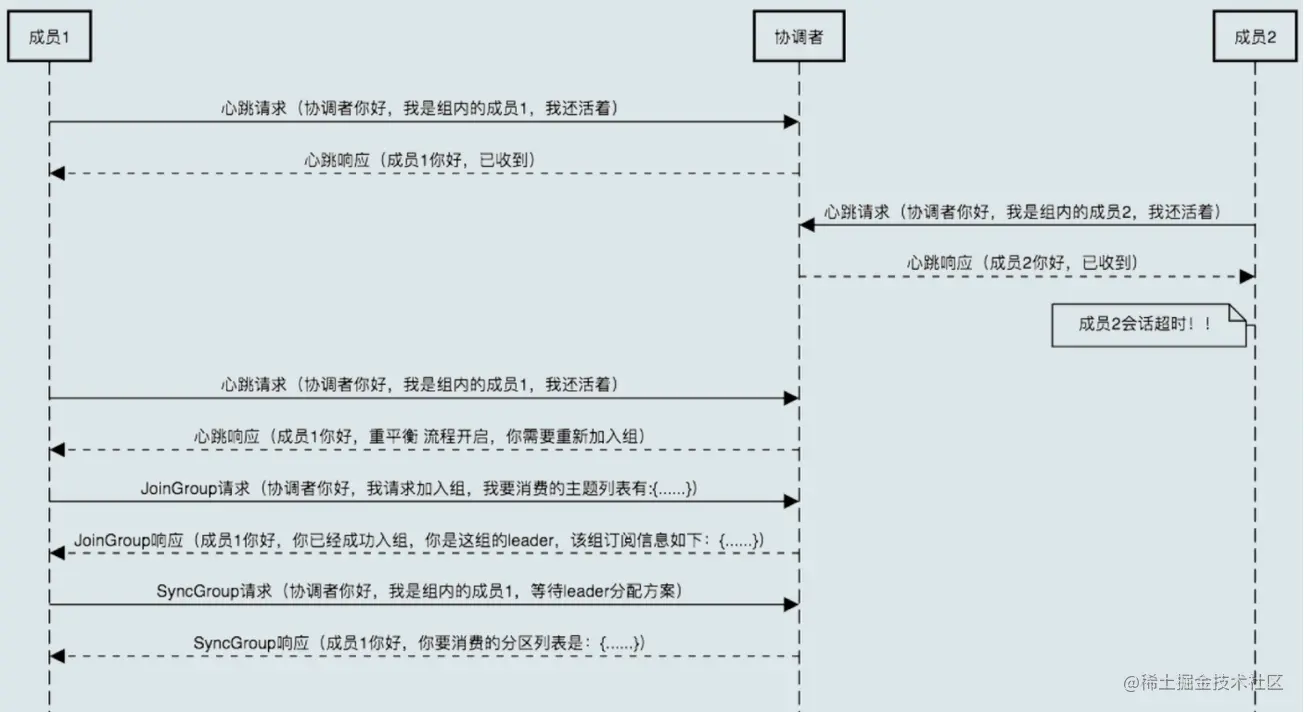 成员1
协调者
成员2
心跳请求（协调者你好，我是组内的成员1，我还活着）
心跳响应（成员1你好，已收到）
心跳请求（协调者你好，我是组内的成员2，我还活着）
心跳响应（成员2你好，已收到）
成员2会话超时！！
心跳请求（协调者你好，我是组内的成员1，我还活着）
心跳响应（成员1你好，重平衡 流程开启，你需要重新加入组）
JoinGroup请求（协调者你好，我请求加入组，我要消费的主题列表有:{......}）
JoinGroup响应（成员1你好，你已经成功入组，你是这组的leader，该组订阅信息如下：{......}）
SyncGroup请求（协调者你好，我是组内的成员1，等待leader分配方案）
SyncGroup响应（成员1你好，你要消费的分区列表是：{......}）
@稀土掘金技术社区